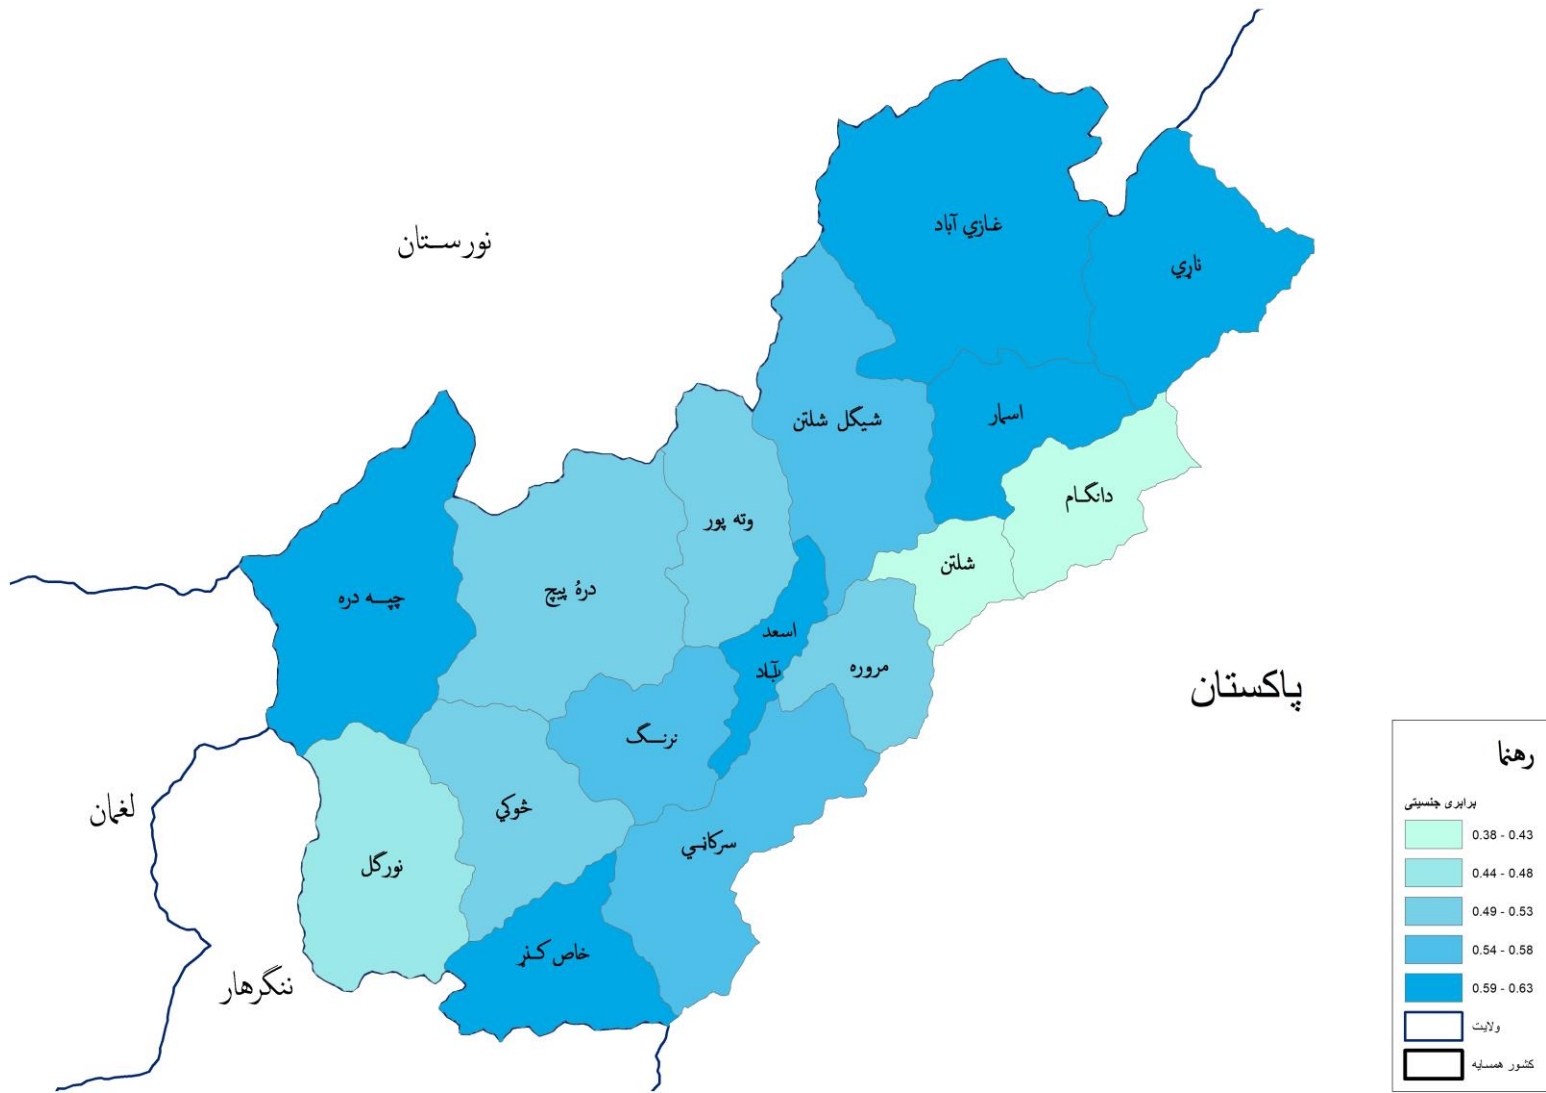 غازي آباد
نورستان
ناړي
شيګل شلتن
اسمار
دانګام
وته پور
شلتن
درۀ پيچ
چپه دره
اسعد
آباد
مروره
پاکستان
نرنګ
رهنما
لغمان
څوکي
برابری جنسیتی
0.38 - 0.43
سرکاني
نورګل
0.44 - 0.48
0.49 - 0.53
خاص کنړ
0.54 - 0.58
ننګرهار
0.59 - 0.63
ولایت
کشور همسایه